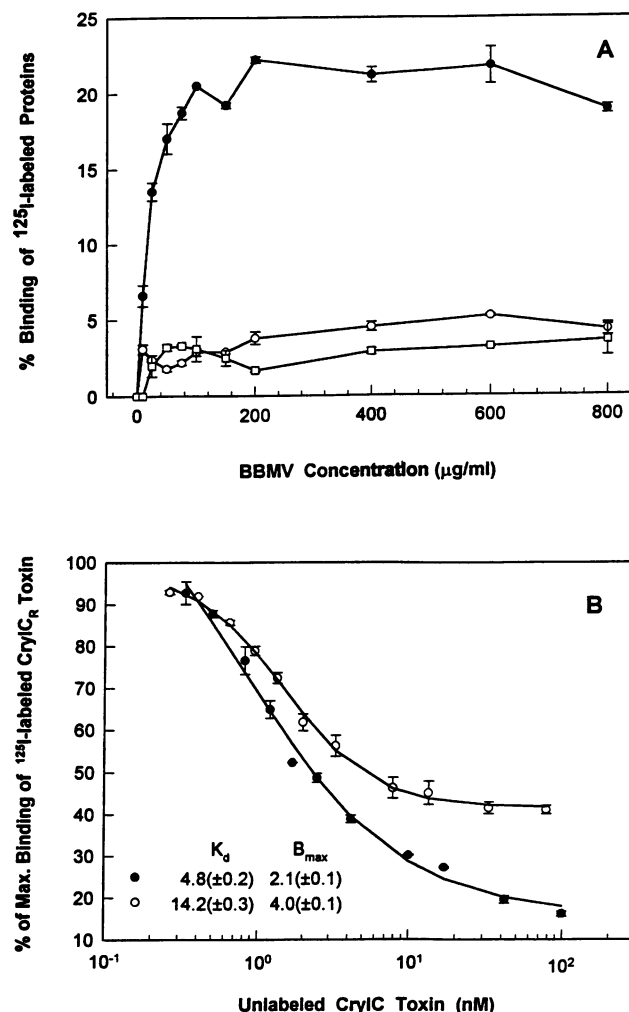 A
25
20
15
10
5
0
% Binding of ¹²⁵I-labeled Proteins
0 200 400 600 800
BBMV Concentration (μg/ml)
B
100
90
80
70
60
50
40
30
20
10
% of Max. Binding of ¹²⁵I-labeled CryIC_R Toxin
K_d B_max
● 4.8(±0.2) 2.1(±0.1)
○ 14.2(±0.3) 4.0(±0.1)
10⁻¹ 10⁰ 10¹ 10²
Unlabeled CryIC Toxin (nM)